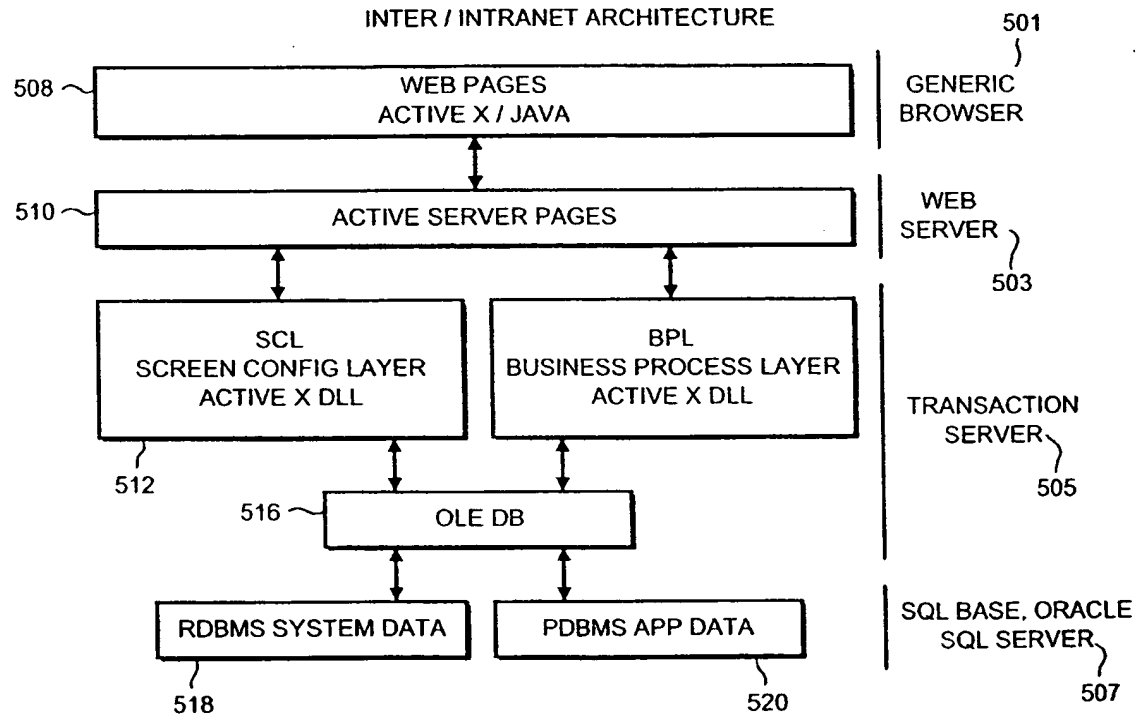 INTER / INTRANET ARCHITECTURE
501
508
WEB PAGES
ACTIVE X / JAVA
GENERIC
BROWSER
510
ACTIVE SERVER PAGES
WEB
SERVER
503
SCL
SCREEN CONFIG LAYER
ACTIVE X DLL
BPL
BUSINESS PROCESS LAYER
ACTIVE X DLL
TRANSACTION
SERVER
505
512
516
OLE DB
RDBMS SYSTEM DATA
PDBMS APP DATA
SQL BASE, ORACLE
SQL SERVER
507
518
520